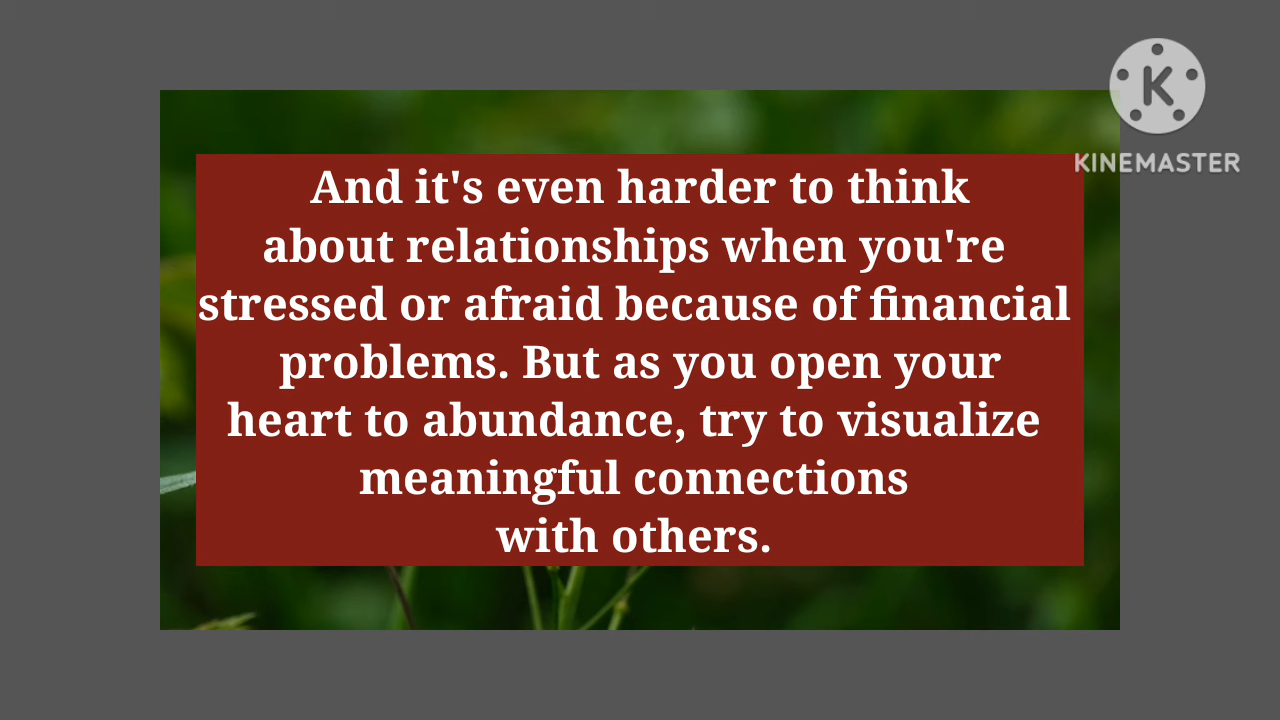 K
KINEMASTER
And it's even harder to think
about relationships when you're
stressed or afraid because of financial
problems. But as you open your
heart to abundance, try to visualize
meaningful connections
with others.